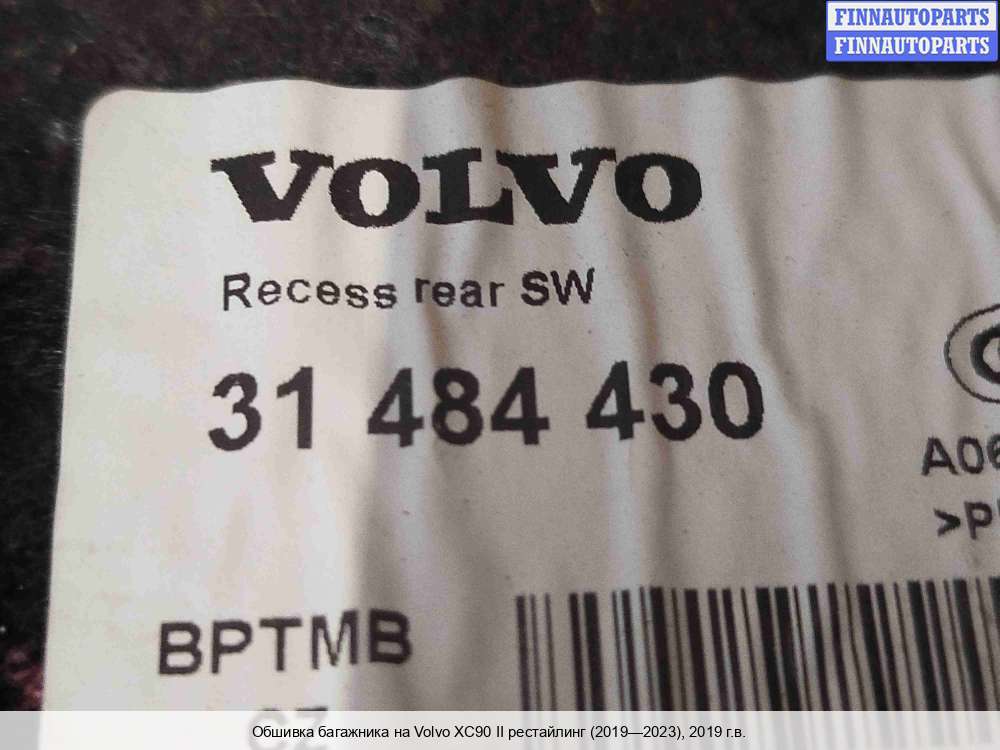 FINNAUTOPARTS
FINNAUTOPARTS
VOLVO
Recess rear SW
31 484 430
BPTMB
CZ
Обшивка багажника на Volvo XC90 II рестайлинг (2019—2023), 2019 г.в.